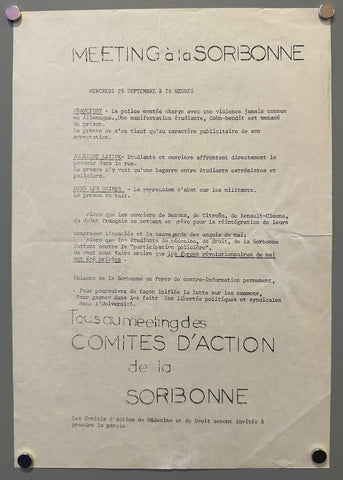 MEETING à la SORBONNE
MERCREDI 25 SEPTEMBRE A 18 HEURES
FRANCFORT - La police montée charge avec une violence jamais connue
en Allemagne. Une manifestation étudiants, Cohn-bendit est menacé
de prison.
La presse ne s'en tient qu'au caractère publicitaire de son
arrestation.
AMERIQUE LATINE- Etudiants et ouvriers affrontent directement le
pouvoir dans la rue.
La presse n'y voit qu'une bagarre entre étudiants extrémistes et
policiers.
DANS LES USINES - La repression s'abat sur les militants.
La presse se tait.
Alors que les ouvriers de Bezons, de Citroën, de Renault-Cleons,
du Joint Français se mettent en grève pour la réintégration de leurs
camarades licenciés et la sauvegarde des acquis de mai;
Alors que les étudiants de médecine, de droit, de la Sorbonne
luttent contre la "participation policière".
On veut nous faire croire que les forces révolutionnaires de mai
ont été brisées.
Faisons de la Sorbonne un foyer de contre-information permanent,
- Pour poursuivre de façon unifiée la lutte sur les examens,
- Pour gagner dans les faits les libertés politiques et syndicales
dans l'Université.
Tous au meeting des
COMITES D'ACTION
de la
SORBONNE
Les Comités d'Action de Médecine et de Droit seront invités à
prendre la parole